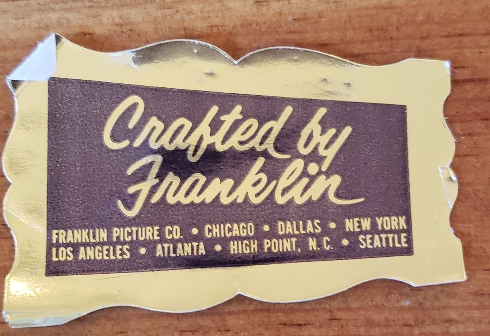 Crafted by
Franklin
FRANKLIN PICTURE CO. • CHICAGO • DALLAS • NEW YORK
LOS ANGELES • ATLANTA • HIGH POINT, N.C. • SEATTLE